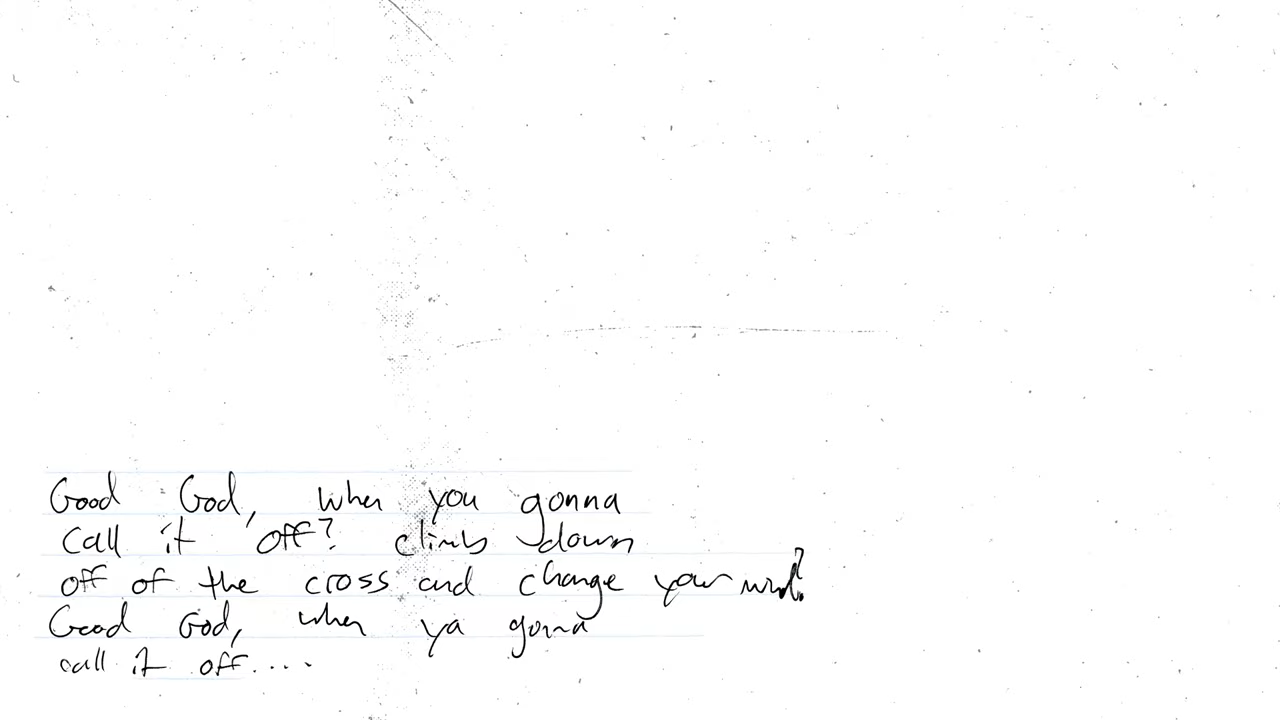 Good God, when you gonna
call it off? climb down
off of the cross and change your mind?
Good God, when ya gonna
call it off....